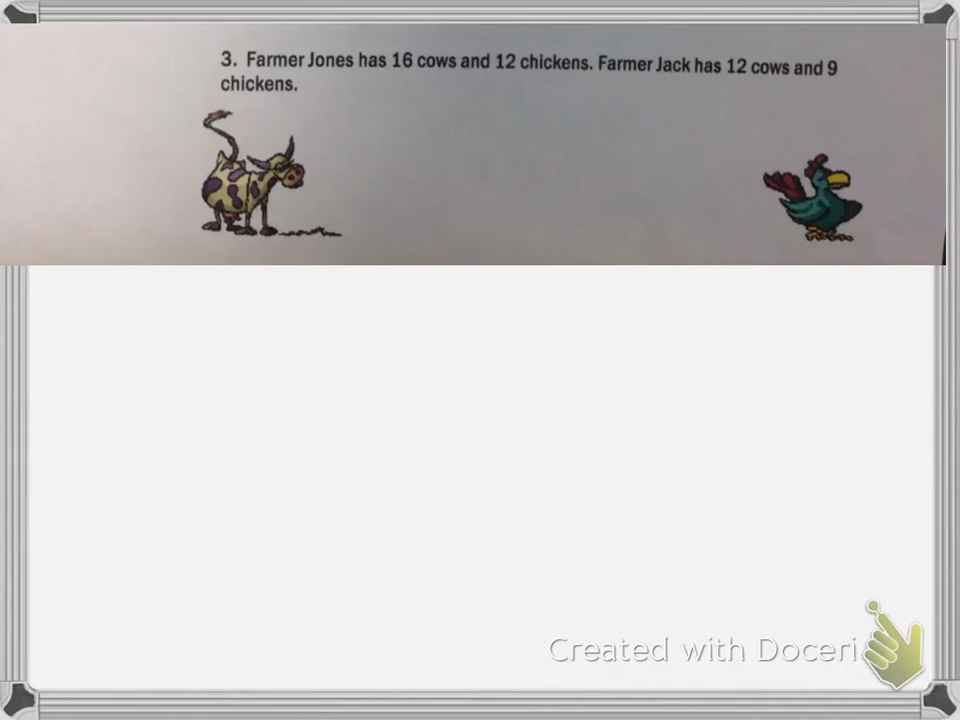 3. Farmer Jones has 16 cows and 12 chickens. Farmer Jack has 12 cows and 9
chickens.
Created with Doceri